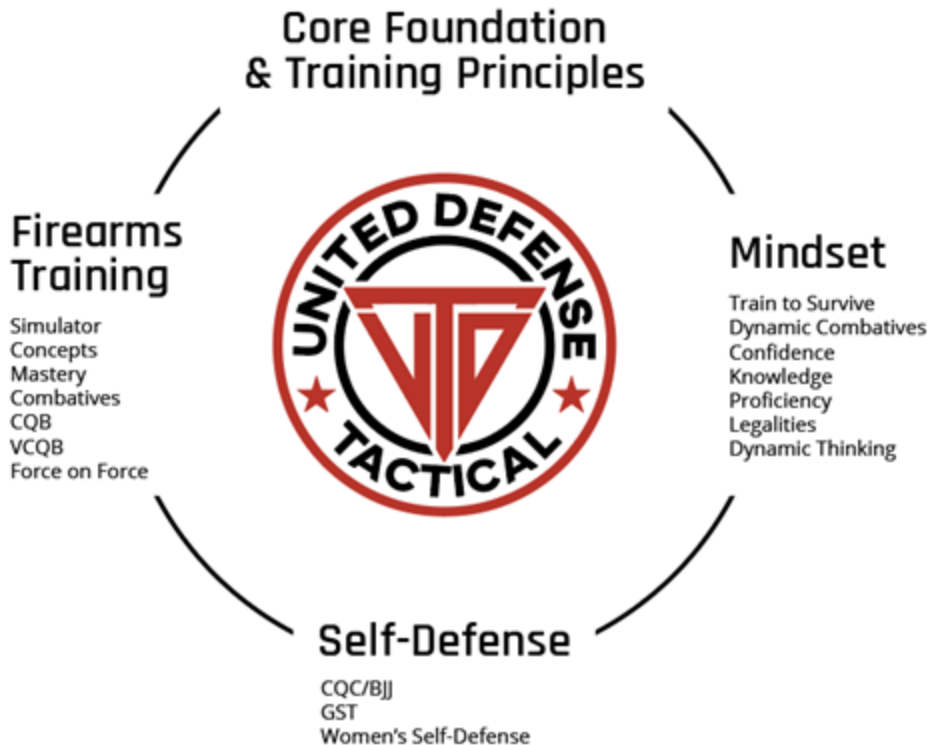 Core Foundation
& Training Principles
Firearms
Training
Simulator
Concepts
Mastery
Combatives
CQB
VCQB
Force on Force
UNITED DEFENSE
UTD
TACTICAL
Mindset
Train to Survive
Dynamic Combatives
Confidence
Knowledge
Proficiency
Legalities
Dynamic Thinking
Self-Defense
CQC/BJJ
GST
Women's Self-Defense